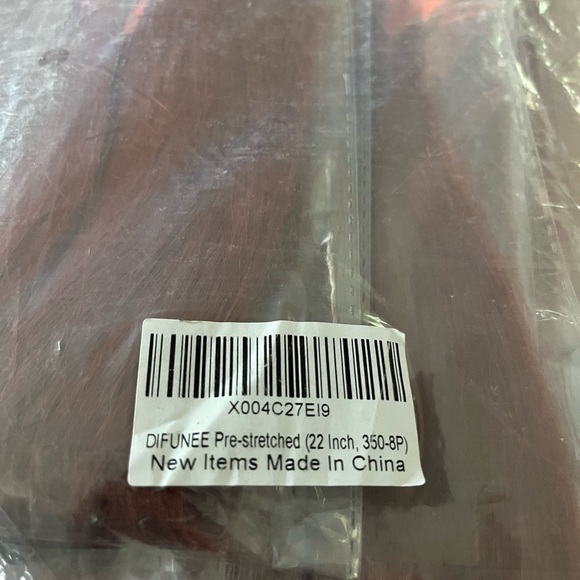 X004C27EI9
DIFUNEE Pre-stretched (22 Inch, 350-8P)
New Items Made In China